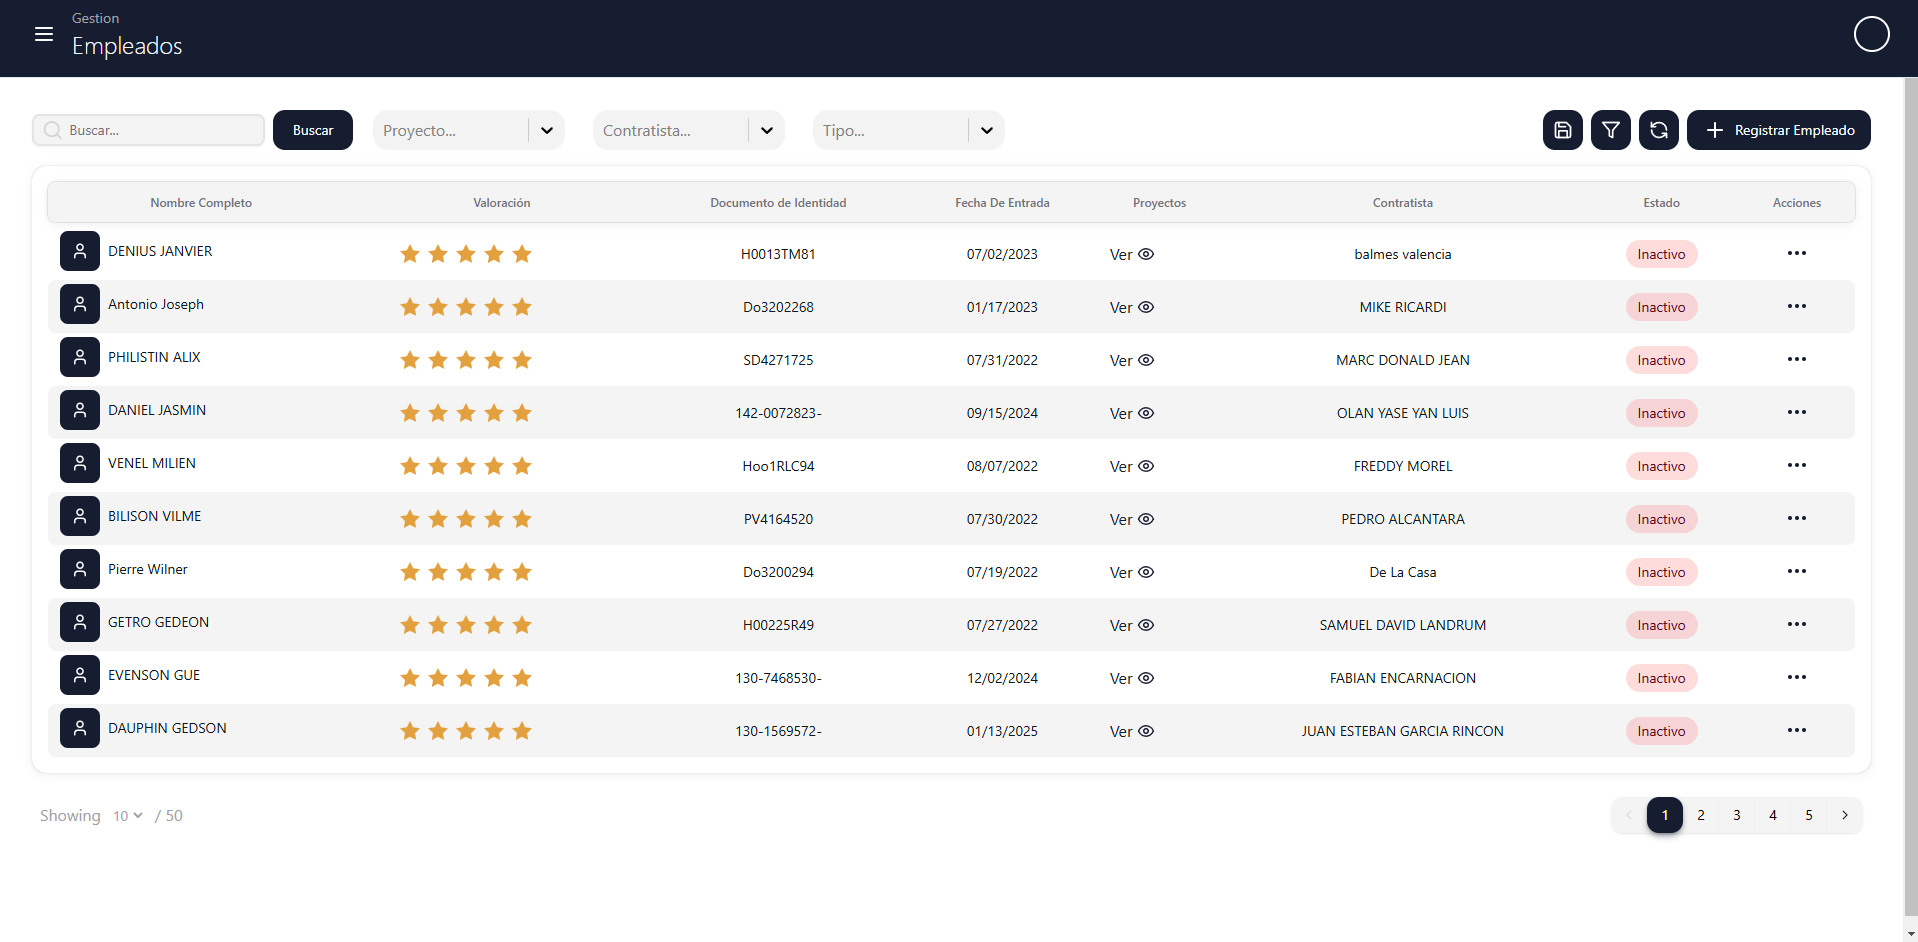 Gestion
Empleados
Buscar...
Buscar
Proyecto...
Contratista...
Tipo...
Registrar Empleado
Nombre Completo Valoración Documento de Identidad Fecha De Entrada Proyectos Contratista Estado Acciones
DENIUS JANVIER H0013TM81 07/02/2023 Ver balmes valencia Inactivo
Antonio Joseph Do3202268 01/17/2023 Ver MIKE RICARDI Inactivo
PHILISTIN ALIX SD4271725 07/31/2022 Ver MARC DONALD JEAN Inactivo
DANIEL JASMIN 142-0072823- 09/15/2024 Ver OLAN YASE YAN LUIS Inactivo
VENEL MILIEN Hoo1RLC94 08/07/2022 Ver FREDDY MOREL Inactivo
BILISON VILME PV4164520 07/30/2022 Ver PEDRO ALCANTARA Inactivo
Pierre Wilner Do3200294 07/19/2022 Ver De La Casa Inactivo
GETRO GEDEON H00225R49 07/27/2022 Ver SAMUEL DAVID LANDRUM Inactivo
EVENSON GUE 130-7468530- 12/02/2024 Ver FABIAN ENCARNACION Inactivo
DAUPHIN GEDSON 130-1569572- 01/13/2025 Ver JUAN ESTEBAN GARCIA RINCON Inactivo
Showing 10 / 50
1 2 3 4 5